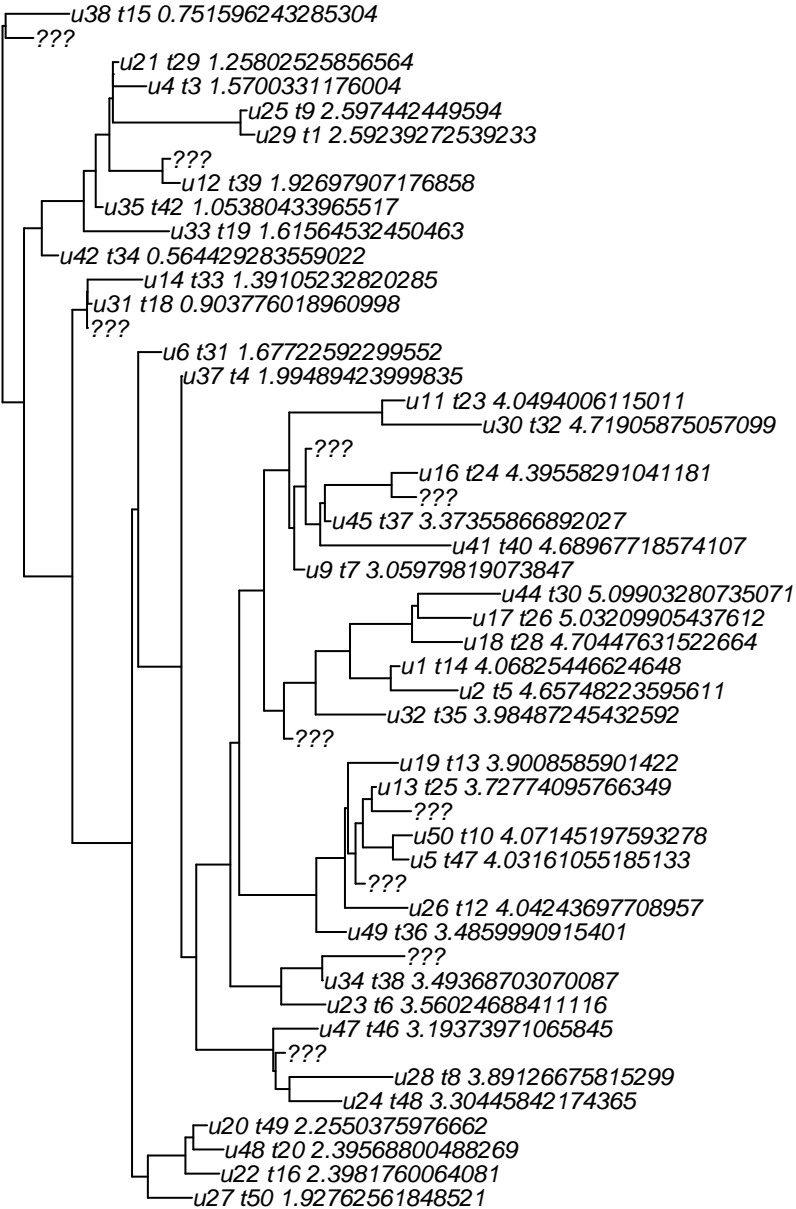 u38 t15 0.751596243285304
???
u21 t29 1.25802525856564
u4 t3 1.5700331176004
u25 t9 2.597442449594
u29 t1 2.59239272539233
???
u12 t39 1.92697907176858
u35 t42 1.05380433965517
u33 t19 1.61564532450463
u42 t34 0.564429283559022
u14 t33 1.39105232820285
u31 t18 0.903776018960998
???
u6 t31 1.67722592299552
u37 t4 1.99489423999835
u11 t23 4.0494006115011
u30 t32 4.71905875057099
???
u16 t24 4.39558291041181
???
u45 t37 3.37355866892027
u41 t40 4.68967718574107
u9 t7 3.05979819073847
u44 t30 5.09903280735071
u17 t26 5.03209905437612
u18 t28 4.70447631522664
u1 t14 4.06825446624648
u2 t5 4.65748223595611
u32 t35 3.98487245432592
???
u19 t13 3.9008585901422
u13 t25 3.72774095766349
???
u50 t10 4.07145197593278
u5 t47 4.03161055185133
???
u26 t12 4.04243697708957
u49 t36 3.4859990915401
???
u34 t38 3.49368703070087
u23 t6 3.56024688411116
u47 t46 3.19373971065845
???
u28 t8 3.89126675815299
u24 t48 3.30445842174365
u20 t49 2.2550375976662
u48 t20 2.39568800488269
u22 t16 2.3981760064081
u27 t50 1.92762561848521